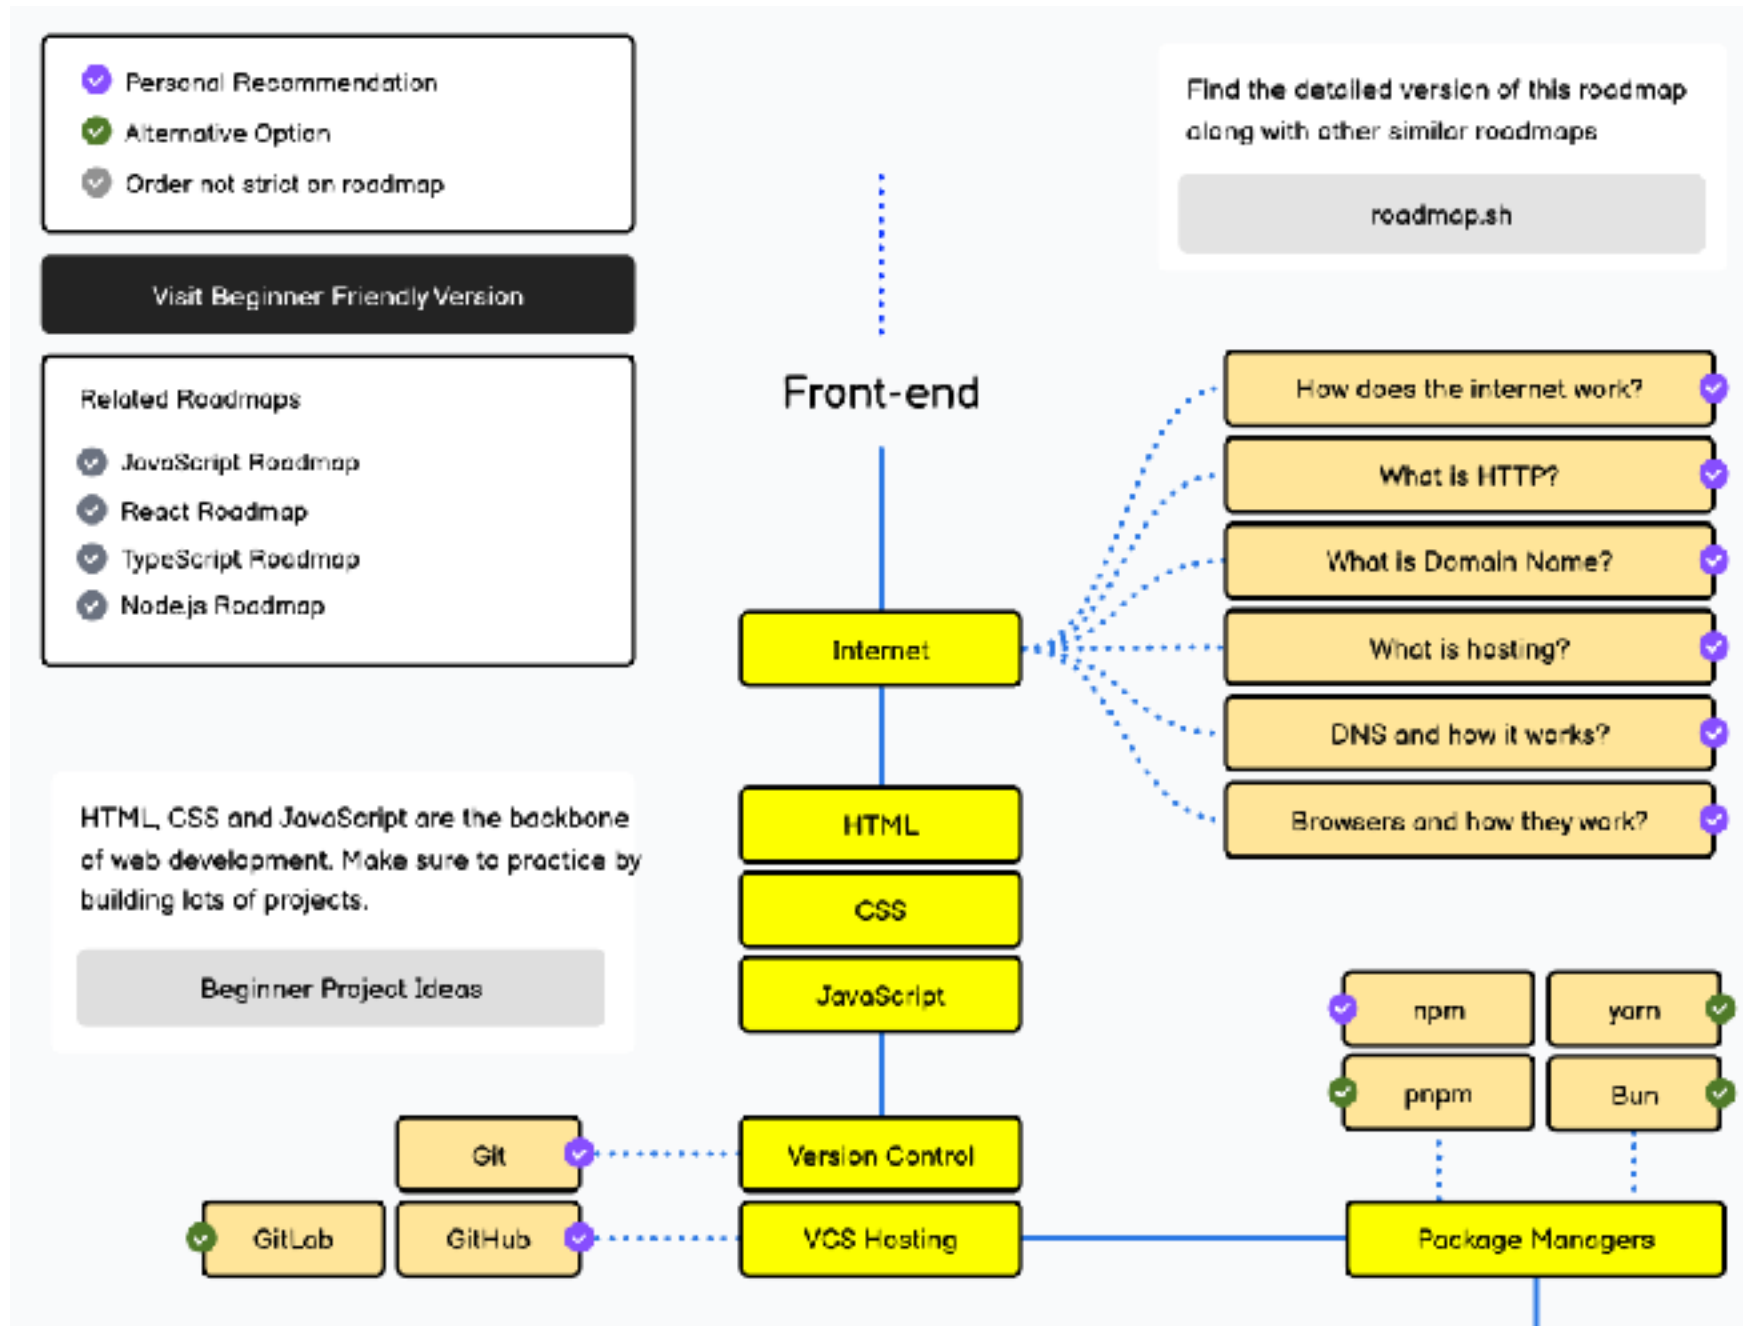 Personal Recommendation
Alternative Option
Order not strict on roadmap
Find the detailed version of this roadmap
along with other similar roadmaps
roadmap.sh
Visit Beginner Friendly Version
Related Roadmaps
JavaScript Roadmap
React Roadmap
TypeScript Roadmap
Node.js Roadmap
Front-end
How does the internet work?
What is HTTP?
What is Domain Name?
What is hosting?
DNS and how it works?
Browsers and how they work?
Internet
HTML, CSS and JavaScript are the backbone
of web development. Make sure to practice by
building lots of projects.
Beginner Project Ideas
HTML
CSS
JavaScript
npm
yarn
pnpm
Bun
Git
Version Control
GitLab
GitHub
VCS Hosting
Package Managers